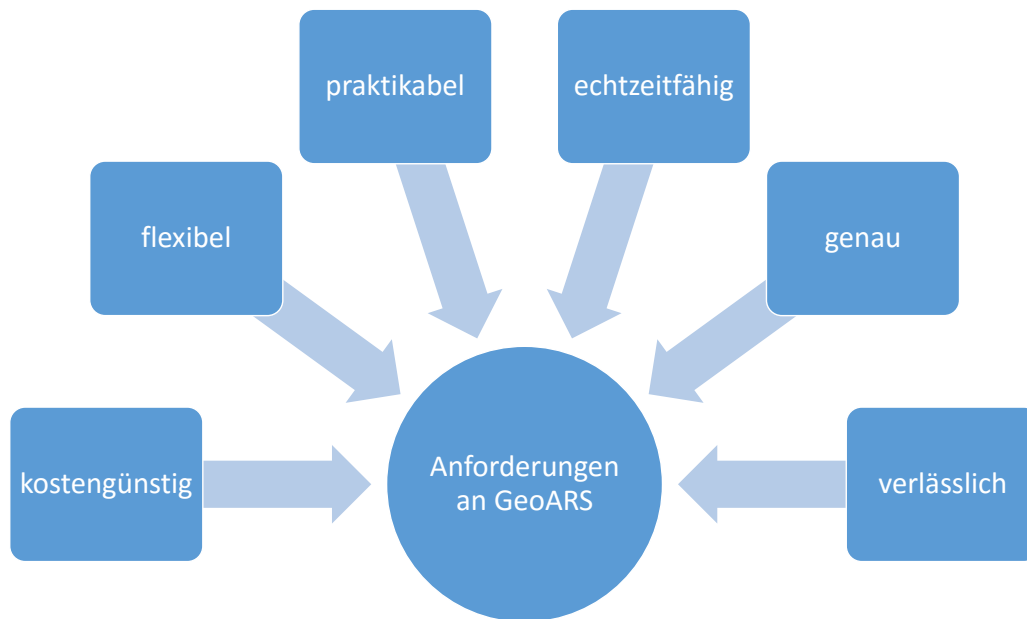 praktikabel
echtzeitfähig
flexibel
genau
kostengünstig
Anforderungen
an GeoARS
verlässlich